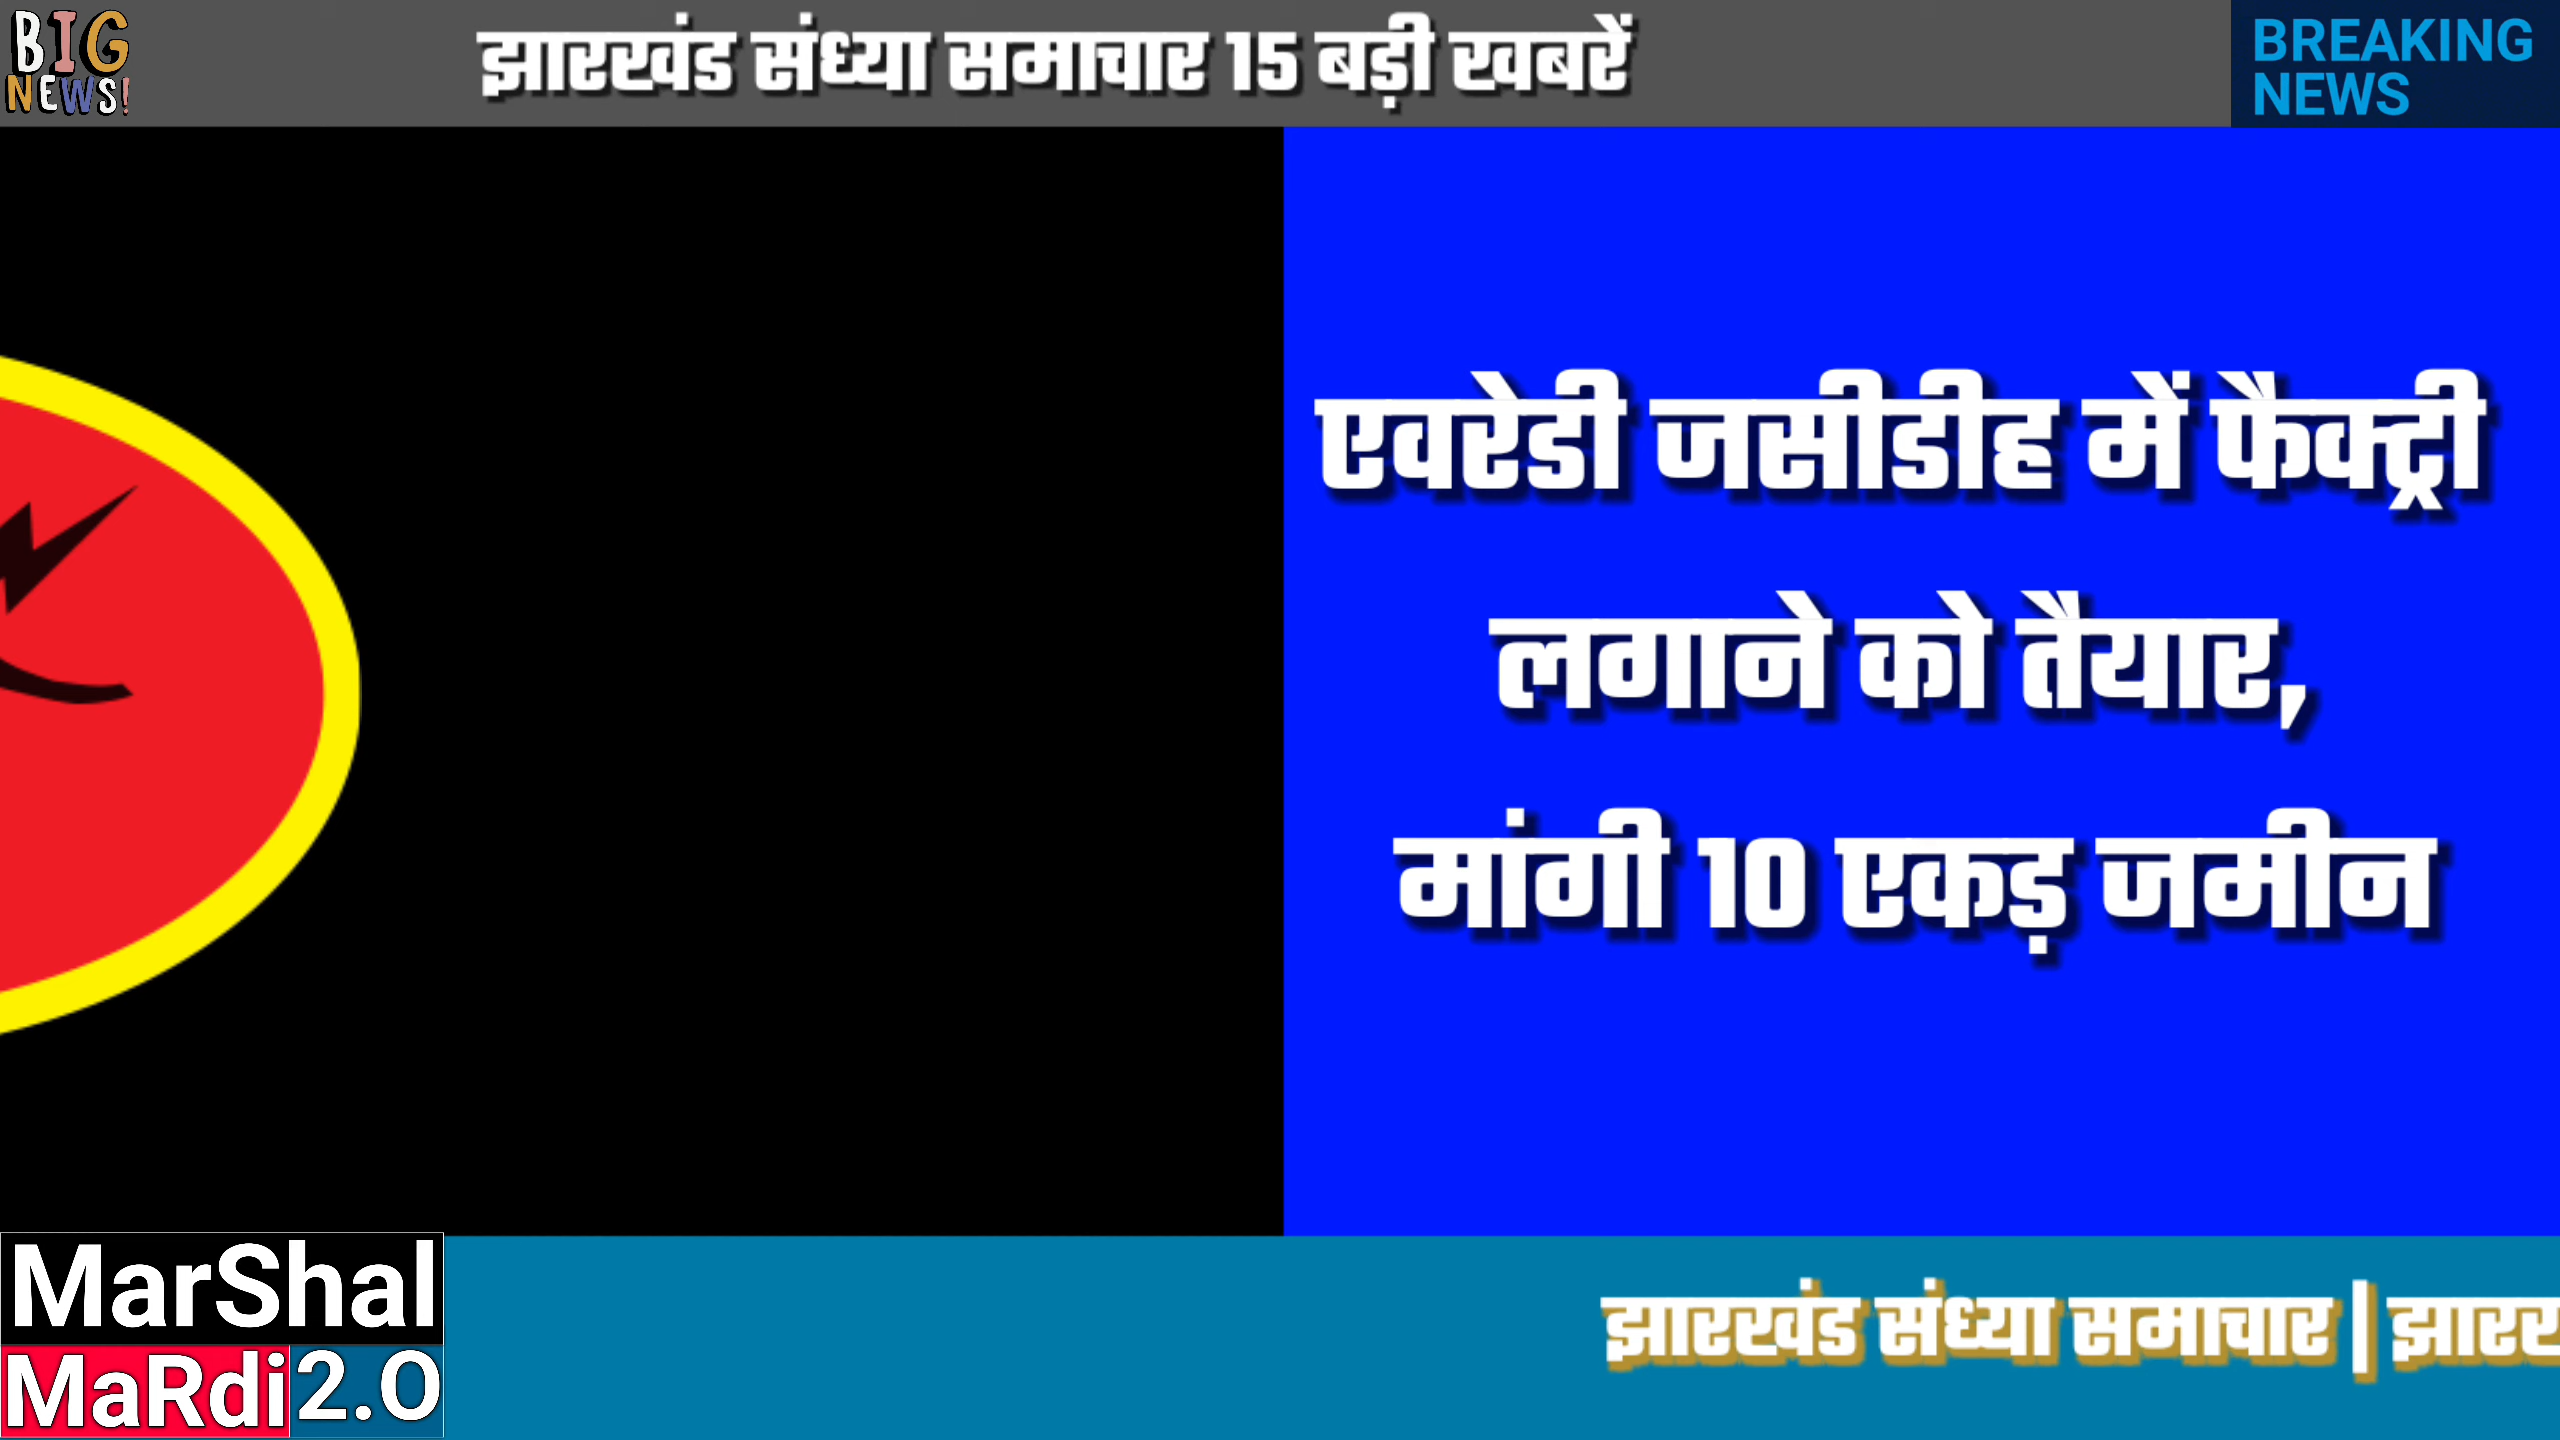 BIG
NEWS!
झारखंड संध्या समाचार 15 बड़ी खबरें
BREAKING
NEWS
एवरेडी जसीडीह में फैक्ट्री
लगाने को तैयार,
मांगी 10 एकड़ जमीन
MarShal
MaRdi 2.O
झारखंड संध्या समाचार | झारख